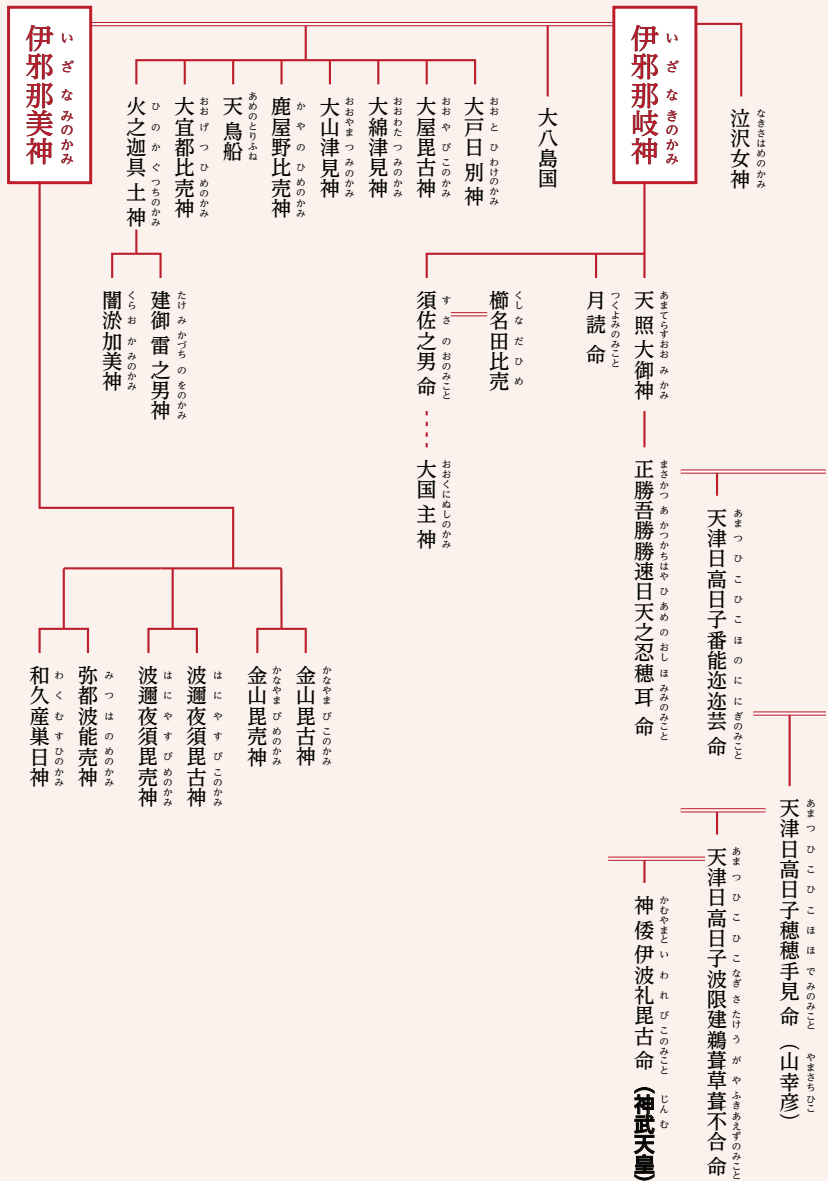 泣沢女神
なきさはめのかみ
伊邪那岐神
いざなきのかみ
大八島国
大戸日別神
おおとひわけのかみ
大屋毘古神
おおやびこのかみ
大綿津見神
おおわたつみのかみ
大山津見神
おおやまつみのかみ
鹿屋野比売神
かやのひめのかみ
天鳥船
あめのとりふね
大宜都比売神
おおげつひめのかみ
火之迦具土神
ひのかぐつちのかみ
伊邪那美神
いざなみのかみ
天照大御神
あまてらすおおみかみ
月読命
つくよみのみこと
櫛名田比売
くしなだひめ
須佐之男命
すさのおのみこと
建御雷之男神
たけみかづちのをのかみ
闇淤加美神
くらおかみのかみ
大国主神
おおくにぬしのかみ
天津日高日子番能迩迩芸命
あまつひこひこほのににぎのみこと
正勝吾勝勝速日天之忍穂耳命
まさかつあかつかちはやひあめのおしほみみのみこと
金山毘古神
かなやまびこのかみ
金山毘売神
かなやまびめのかみ
波邇夜須毘古神
はにやすびこのかみ
波邇夜須毘売神
はにやすびめのかみ
弥都波能売神
みつはのめのかみ
和久産巣日神
わくむすひのかみ
天津日高日子穂穂手見命（山幸彦）
あまつひこひこほほでみのみこと やまさちひこ
天津日高日子波限建鵜葺草葺不合命
あまつひこひこなぎさたけうがやふきあえずのみこと
神倭伊波礼毘古命（神武天皇）
かむやまといわれびこのみこと じんむ